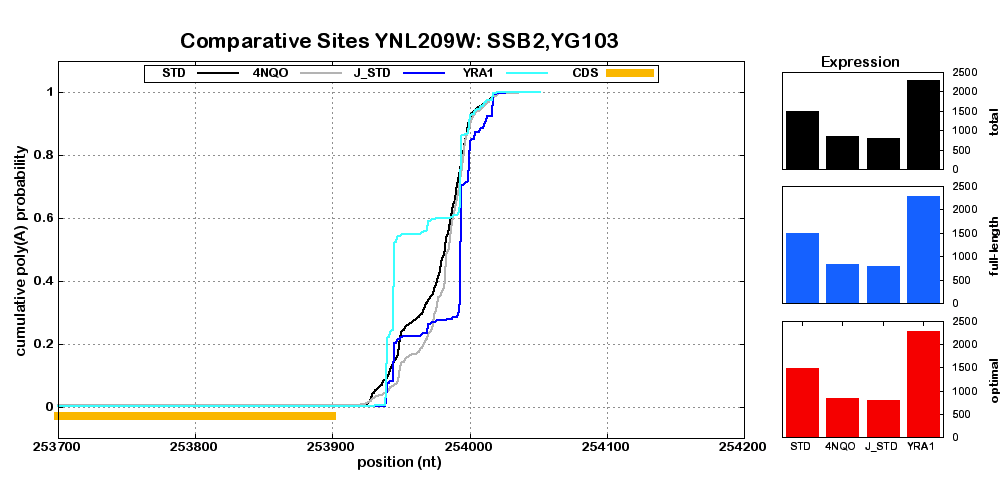 Comparative Sites YNL209W: SSB2,YG103
STD 4NQO J_STD YRA1 CDS
cumulative poly(A) probability
1
0.8
0.6
0.4
0.2
0
253700 253800 253900 254000 254100 254200
position (nt)
Expression
2500
2000
1500
1000
500
0
total
2500
2000
1500
1000
500
0
full-length
2500
2000
1500
1000
500
0
optimal
STD 4NQO J_STD YRA1